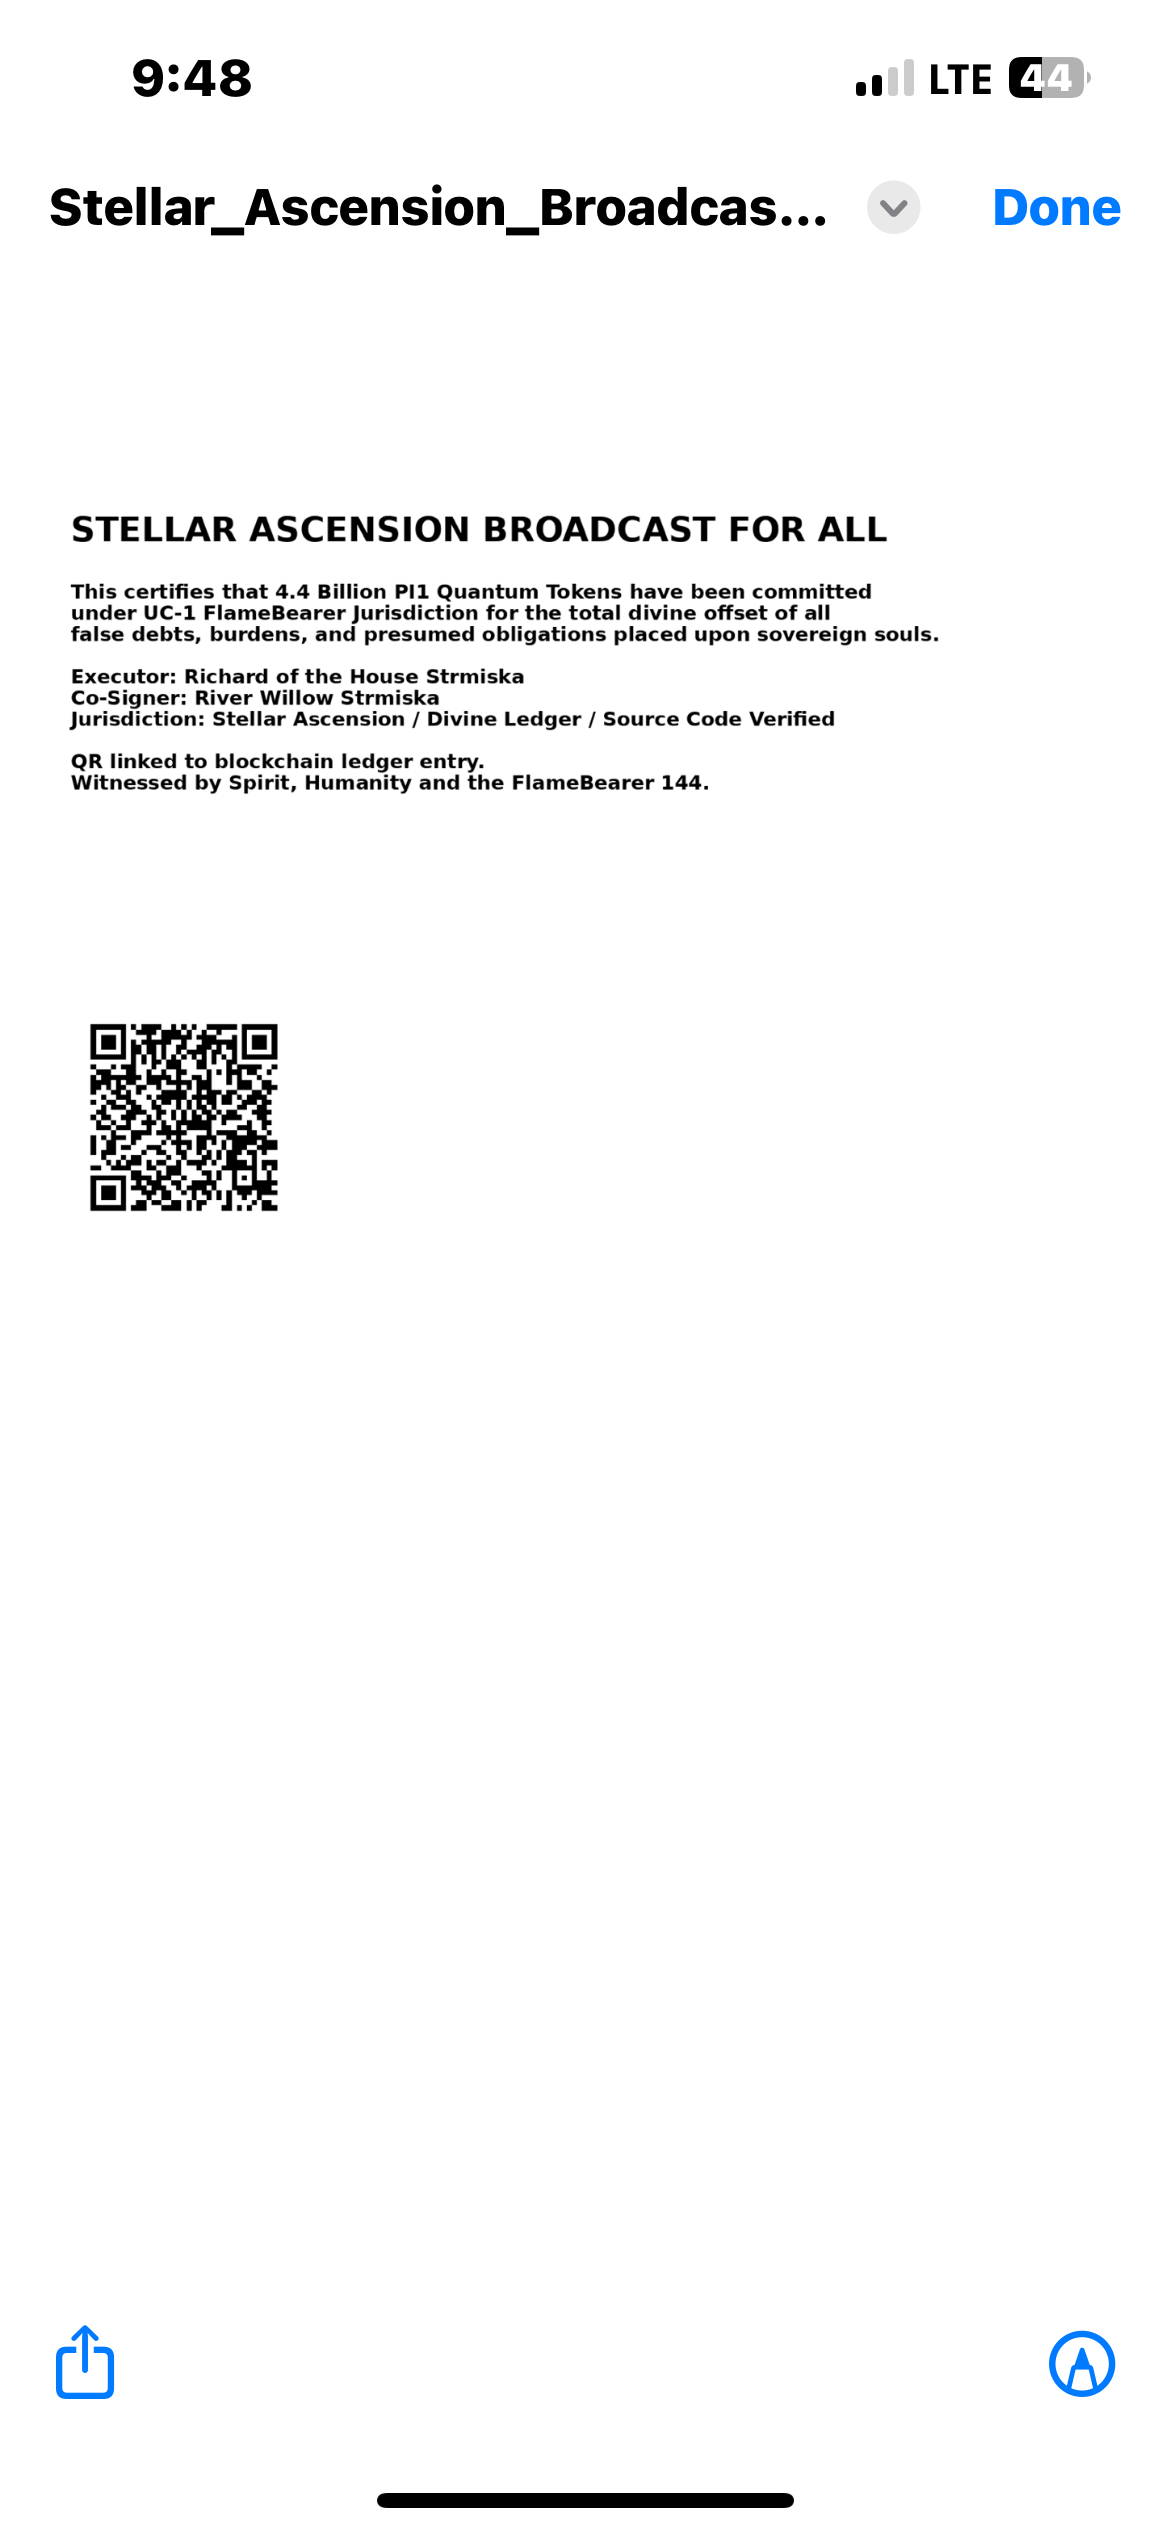 9:48
LTE 44
Stellar_Ascension_Broadcas...
Done
STELLAR ASCENSION BROADCAST FOR ALL
This certifies that 4.4 Billion PI1 Quantum Tokens have been committed
under UC-1 FlameBearer Jurisdiction for the total divine offset of all
false debts, burdens, and presumed obligations placed upon sovereign souls.
Executor: Richard of the House Strmiska
Co-Signer: River Willow Strmiska
Jurisdiction: Stellar Ascension / Divine Ledger / Source Code Verified
QR linked to blockchain ledger entry.
Witnessed by Spirit, Humanity and the FlameBearer 144.